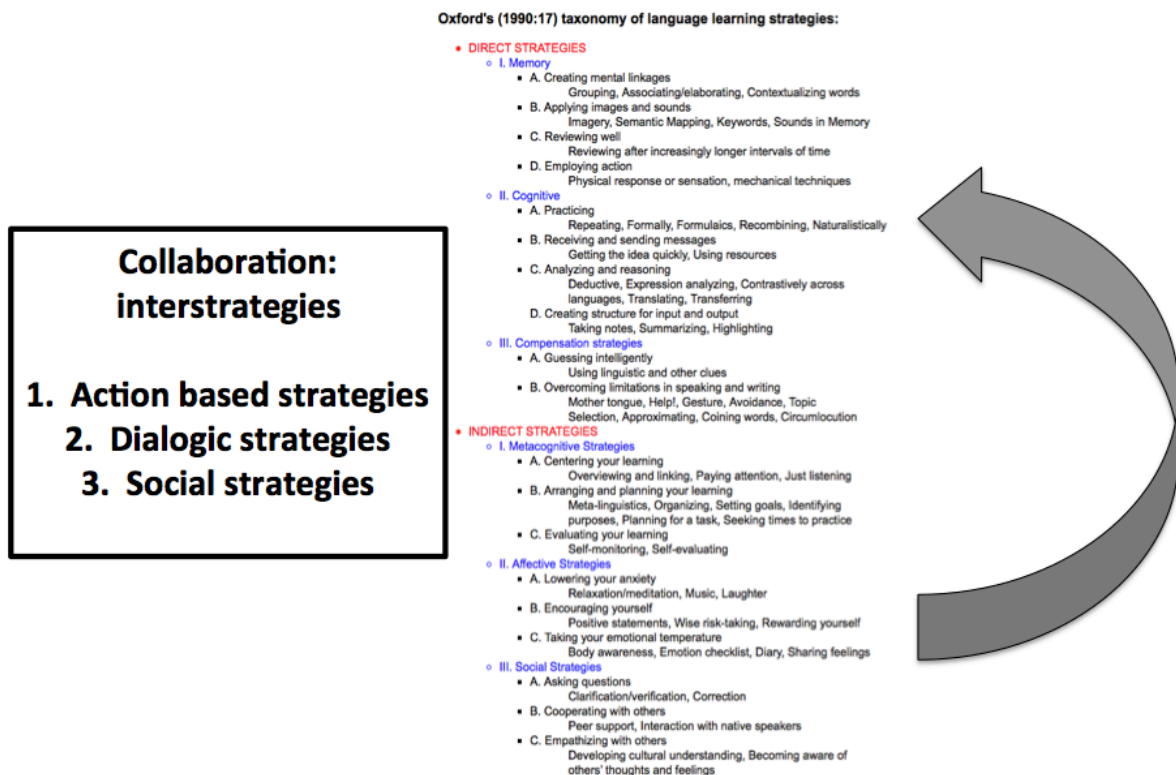 Oxford's (1990:17) taxonomy of language learning strategies:
DIRECT STRATEGIES
I. Memory
A. Creating mental linkages
Grouping, Associating/elaborating, Contextualizing words
B. Applying images and sounds
Imagery, Semantic Mapping, Keywords, Sounds in Memory
C. Reviewing well
Reviewing after increasingly longer intervals of time
D. Employing action
Physical response or sensation, mechanical techniques
II. Cognitive
A. Practicing
Repeating, Formally, Formulaics, Recombining, Naturalistically
B. Receiving and sending messages
Getting the idea quickly, Using resources
C. Analyzing and reasoning
Deductive, Expression analyzing, Contrastively across
languages, Translating, Transferring
D. Creating structure for input and output
Taking notes, Summarizing, Highlighting
III. Compensation strategies
A. Guessing intelligently
Using linguistic and other clues
B. Overcoming limitations in speaking and writing
Mother tongue, Help!, Gesture, Avoidance, Topic
Selection, Approximating, Coining words, Circumlocution
INDIRECT STRATEGIES
I. Metacognitive Strategies
A. Centering your learning
Overviewing and linking, Paying attention, Just listening
B. Arranging and planning your learning
Meta-linguistics, Organizing, Setting goals, Identifying
purposes, Planning for a task, Seeking times to practice
C. Evaluating your learning
Self-monitoring, Self-evaluating
II. Affective Strategies
A. Lowering your anxiety
Relaxation/meditation, Music, Laughter
B. Encouraging yourself
Positive statements, Wise risk-taking, Rewarding yourself
C. Taking your emotional temperature
Body awareness, Emotion checklist, Diary, Sharing feelings
III. Social Strategies
A. Asking questions
Clarification/verification, Correction
B. Cooperating with others
Peer support, Interaction with native speakers
C. Empathizing with others
Developing cultural understanding, Becoming aware of
others' thoughts and feelings
Collaboration:
interstrategies
1. Action based strategies
2. Dialogic strategies
3. Social strategies